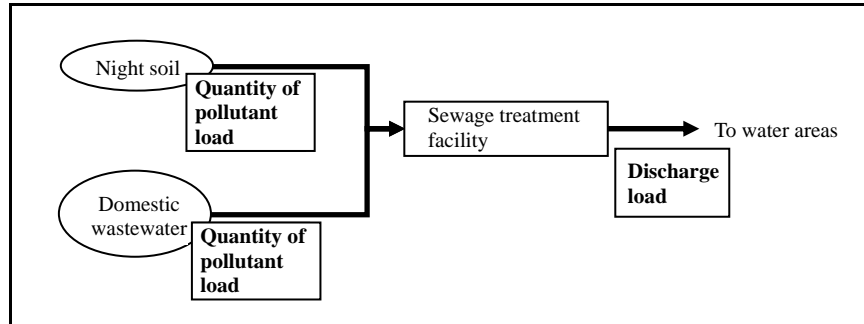 Night soil
Quantity of
pollutant
load
Sewage treatment
facility
To water areas
Discharge
load
Domestic
wastewater
Quantity of
pollutant
load